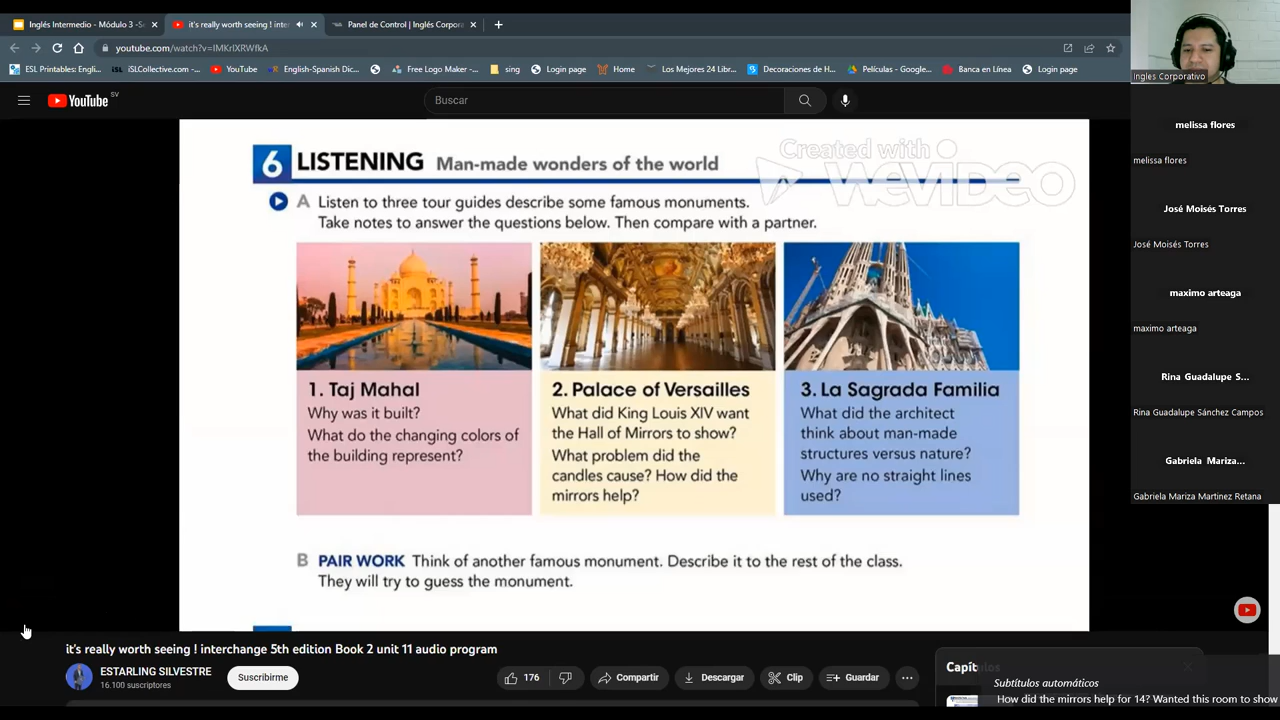 Inglés Intermedio - Módulo 3 -S
it's really worth seeing ! inter
Panel de Control | Inglés Corpora
youtube.com/watch?v=IMKrIXRWfkA
ESL Printables: Engli...
iSLCollective.com -...
YouTube
English-Spanish Dic...
Free Logo Maker -...
sing
Login page
Home
Los Mejores 24 Libr...
Decoraciones de H...
Películas - Google...
Banca en Línea
Login page
YouTube SV
Buscar
Created with
WEVIDEO
6 LISTENING Man-made wonders of the world
A Listen to three tour guides describe some famous monuments.
Take notes to answer the questions below. Then compare with a partner.
1. Taj Mahal
Why was it built?
What do the changing colors of
the building represent?
2. Palace of Versailles
What did King Louis XIV want
the Hall of Mirrors to show?
What problem did the
candles cause? How did the
mirrors help?
3. La Sagrada Familia
What did the architect
think about man-made
structures versus nature?
Why are no straight lines
used?
B PAIR WORK Think of another famous monument. Describe it to the rest of the class.
They will try to guess the monument.
it's really worth seeing ! interchange 5th edition Book 2 unit 11 audio program
ESTARLING SILVESTRE
16.100 suscriptores
Suscribirme
176
Compartir
Descargar
Clip
Guardar
Capítulos
Subtítulos automáticos
How did the mirrors help for 14? Wanted this room to show
Ingles Corporativo
melissa flores
melissa flores
José Moisés Torres
José Moisés Torres
maximo arteaga
maximo arteaga
Rina Guadalupe S...
Rina Guadalupe Sánchez Campos
Gabriela Mariza...
Gabriela Mariza Martinez Retana